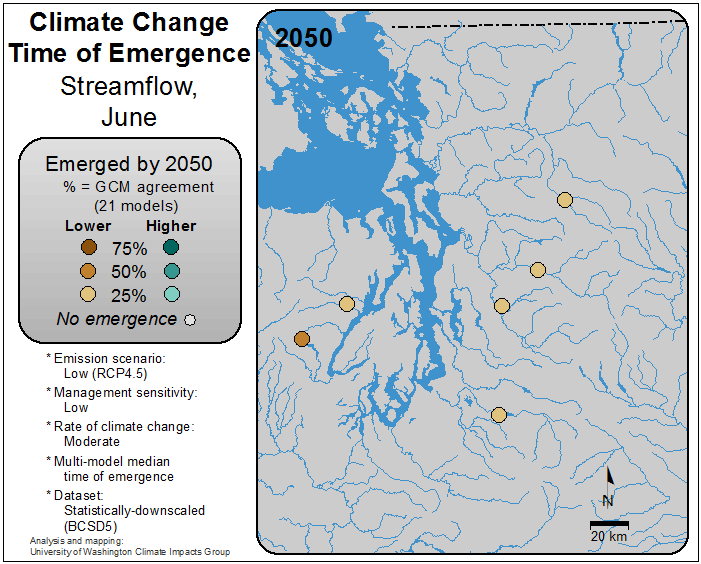 Climate Change
Time of Emergence
Streamflow,
June
Emerged by 2050
% = GCM agreement
(21 models)
Lower Higher
75%
50%
25%
No emergence
* Emission scenario:
Low (RCP4.5)
* Management sensitivity:
Low
* Rate of climate change:
Moderate
* Multi-model median
time of emergence
* Dataset:
Statistically-downscaled
(BCSD5)
Analysis and mapping:
University of Washington Climate Impacts Group
2050
N
20 km